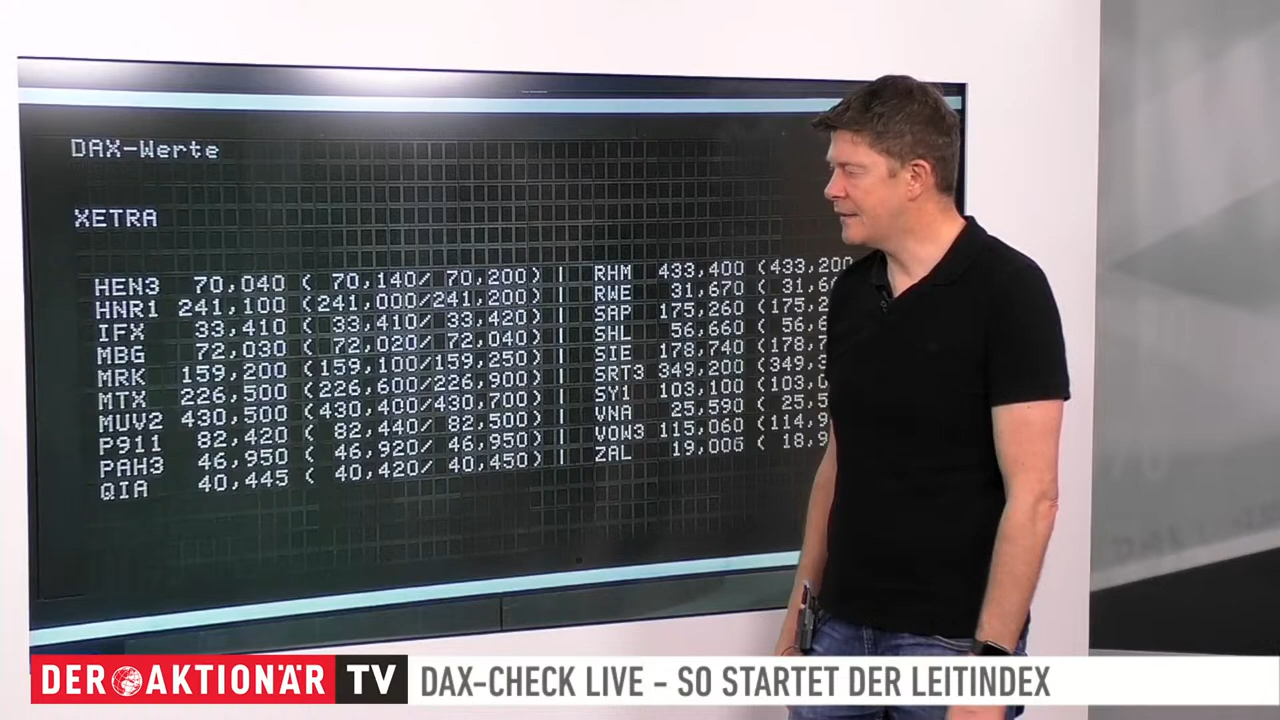 DAX-Werte
XETRA
HEN3 70,040 ( 70,140/ 70,200) | RHM 433,400 (433,200
HNR1 241,100 (241,000/241,200) | RWE 31,670 ( 31,6
IFX 33,410 ( 33,410/ 33,420) | SAP 175,260 (175,2
MBG 72,030 ( 72,020/ 72,040) | SHL 56,660 ( 56,6
MRK 159,200 (159,100/159,250) | SIE 178,740 (178,7
MTX 226,500 (226,600/226,900) | SRT3 349,200 (349,3
MUV2 430,500 (430,400/430,700) | SY1 103,100 (103,0
P911 82,420 ( 82,440/ 82,500) | VNA 25,590 ( 25,5
PAH3 46,950 ( 46,920/ 46,950) | VOW3 115,060 (114,9
QIA 40,445 ( 40,420/ 40,450) | ZAL 19,006 ( 18,9
DER AKTIONÄR TV DAX-CHECK LIVE - SO STARTET DER LEITINDEX